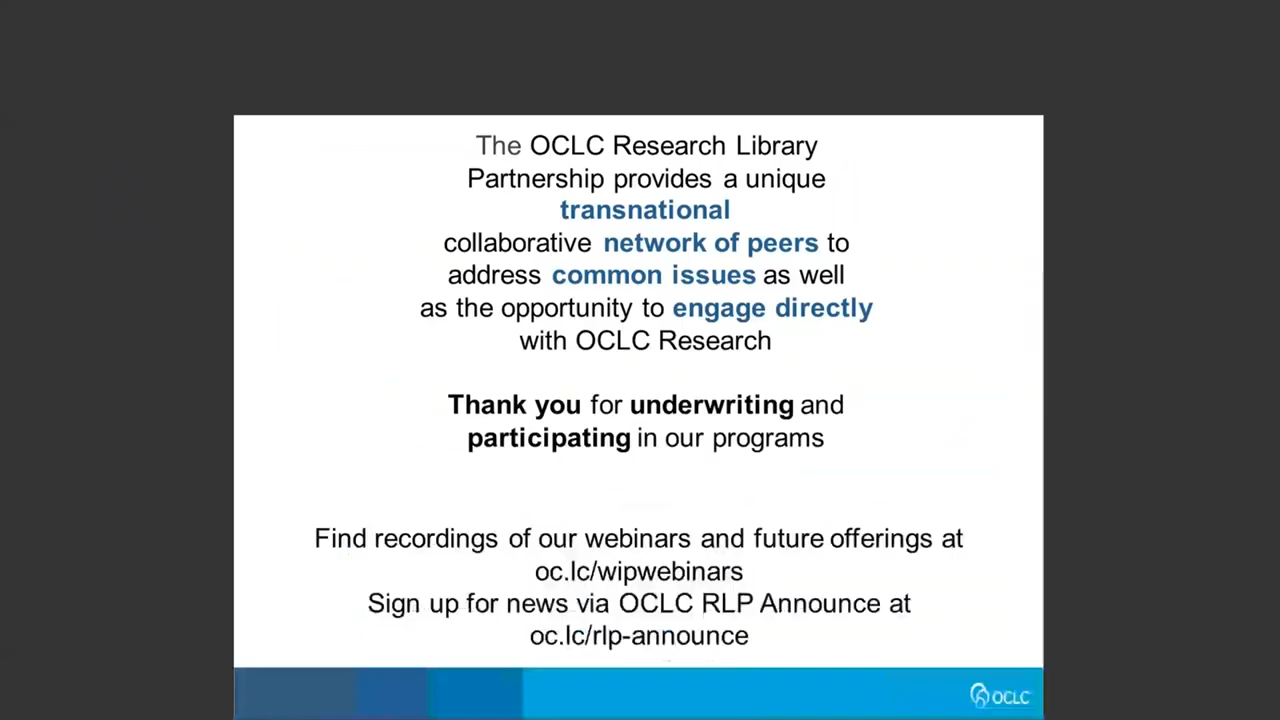 The OCLC Research Library
Partnership provides a unique
transnational
collaborative network of peers to
address common issues as well
as the opportunity to engage directly
with OCLC Research
Thank you for underwriting and
participating in our programs
Find recordings of our webinars and future offerings at
oc.lc/wipwebinars
Sign up for news via OCLC RLP Announce at
oc.lc/rlp-announce
OCLC